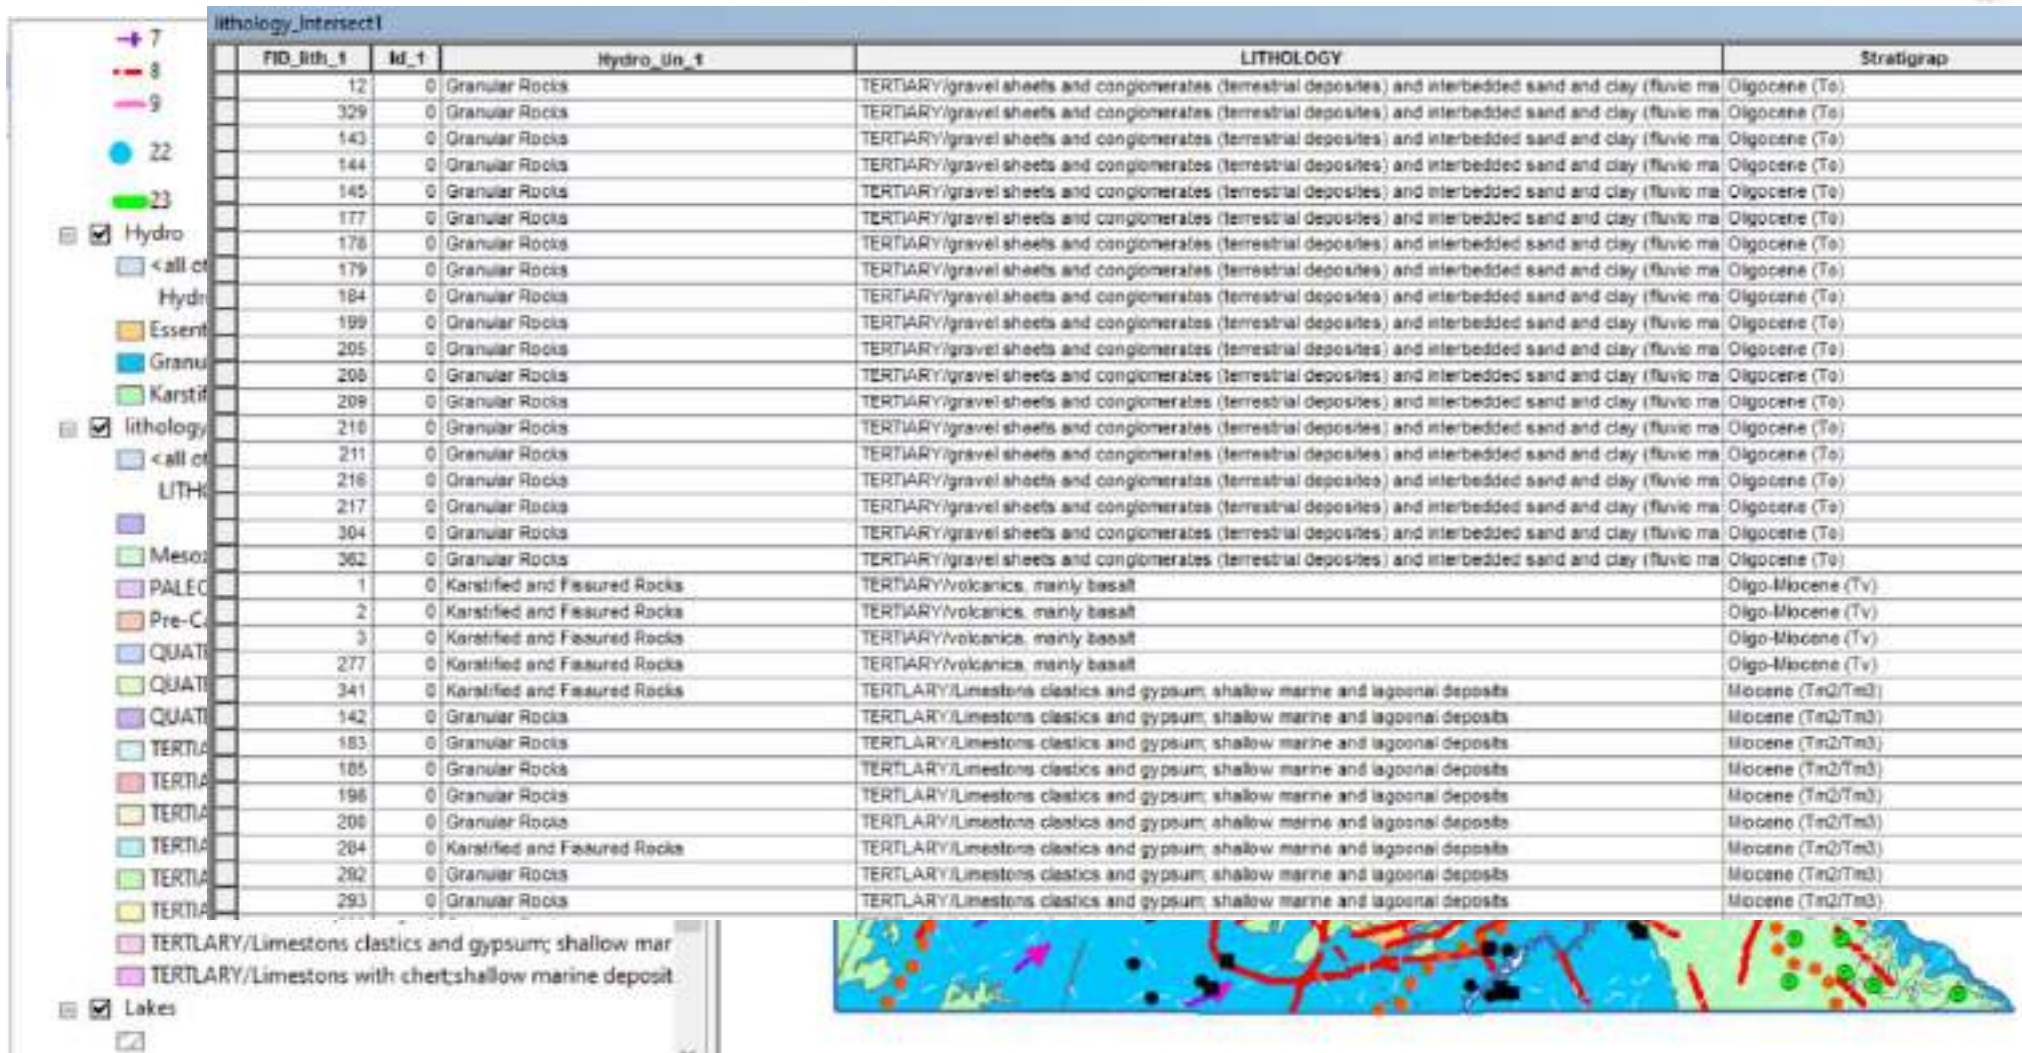 lithology_Intersect1
FID_lith_1 Id_1 Hydro_Un_1 LITHOLOGY Stratigrap
12 0 Granular Rocks TERTIARY/gravel sheets and conglomerates (terrestrial deposites) and interbedded sand and clay (fluvio ma Oligocene (To)
329 0 Granular Rocks TERTIARY/gravel sheets and conglomerates (terrestrial deposites) and interbedded sand and clay (fluvio ma Oligocene (To)
143 0 Granular Rocks TERTIARY/gravel sheets and conglomerates (terrestrial deposites) and interbedded sand and clay (fluvio ma Oligocene (To)
144 0 Granular Rocks TERTIARY/gravel sheets and conglomerates (terrestrial deposites) and interbedded sand and clay (fluvio ma Oligocene (To)
145 0 Granular Rocks TERTIARY/gravel sheets and conglomerates (terrestrial deposites) and interbedded sand and clay (fluvio ma Oligocene (To)
177 0 Granular Rocks TERTIARY/gravel sheets and conglomerates (terrestrial deposites) and interbedded sand and clay (fluvio ma Oligocene (To)
178 0 Granular Rocks TERTIARY/gravel sheets and conglomerates (terrestrial deposites) and interbedded sand and clay (fluvio ma Oligocene (To)
179 0 Granular Rocks TERTIARY/gravel sheets and conglomerates (terrestrial deposites) and interbedded sand and clay (fluvio ma Oligocene (To)
184 0 Granular Rocks TERTIARY/gravel sheets and conglomerates (terrestrial deposites) and interbedded sand and clay (fluvio ma Oligocene (To)
199 0 Granular Rocks TERTIARY/gravel sheets and conglomerates (terrestrial deposites) and interbedded sand and clay (fluvio ma Oligocene (To)
205 0 Granular Rocks TERTIARY/gravel sheets and conglomerates (terrestrial deposites) and interbedded sand and clay (fluvio ma Oligocene (To)
0 Granular Rocks TERTIARY/gravel sheets and conglomerates (terrestrial deposites) and interbedded sand and clay (fluvio ma Oligocene (To)
209 0 Granular Rocks TERTIARY/gravel sheets and conglomerates (terrestrial deposites) and interbedded sand and clay (fluvio ma Oligocene (To)
210 0 Granular Rocks TERTIARY/gravel sheets and conglomerates (terrestrial deposites) and interbedded sand and clay (fluvio ma Oligocene (To)
211 0 Granular Rocks TERTIARY/gravel sheets and conglomerates (terrestrial deposites) and interbedded sand and clay (fluvio ma Oligocene (To)
216 0 Granular Rocks TERTIARY/gravel sheets and conglomerates (terrestrial deposites) and interbedded sand and clay (fluvio ma Oligocene (To)
217 0 Granular Rocks TERTIARY/gravel sheets and conglomerates (terrestrial deposites) and interbedded sand and clay (fluvio ma Oligocene (To)
304 0 Granular Rocks TERTIARY/gravel sheets and conglomerates (terrestrial deposites) and interbedded sand and clay (fluvio ma Oligocene (To)
362 0 Granular Rocks TERTIARY/gravel sheets and conglomerates (terrestrial deposites) and interbedded sand and clay (fluvio ma Oligocene (To)
1 0 Karstified and Fissured Rocks TERTIARY/volcanics, mainly basalt Oligo-Miocene (Tv)
2 0 Karstified and Fissured Rocks TERTIARY/volcanics, mainly basalt Oligo-Miocene (Tv)
3 0 Karstified and Fissured Rocks TERTIARY/volcanics, mainly basalt Oligo-Miocene (Tv)
277 0 Karstified and Fissured Rocks TERTIARY/volcanics, mainly basalt Oligo-Miocene (Tv)
341 0 Karstified and Fissured Rocks TERTLARY/Limestons clastics and gypsum; shallow marine and lagoonal deposits Miocene (Tm2/Tm3)
142 0 Granular Rocks TERTLARY/Limestons clastics and gypsum; shallow marine and lagoonal deposits Miocene (Tm2/Tm3)
183 0 Granular Rocks TERTLARY/Limestons clastics and gypsum; shallow marine and lagoonal deposits Miocene (Tm2/Tm3)
185 0 Granular Rocks TERTLARY/Limestons clastics and gypsum; shallow marine and lagoonal deposits Miocene (Tm2/Tm3)
0 Granular Rocks TERTLARY/Limestons clastics and gypsum; shallow marine and lagoonal deposits Miocene (Tm2/Tm3)
0 Granular Rocks TERTLARY/Limestons clastics and gypsum; shallow marine and lagoonal deposits Miocene (Tm2/Tm3)
284 0 Karstified and Fissured Rocks TERTLARY/Limestons clastics and gypsum; shallow marine and lagoonal deposits Miocene (Tm2/Tm3)
292 0 Granular Rocks TERTLARY/Limestons clastics and gypsum; shallow marine and lagoonal deposits Miocene (Tm2/Tm3)
293 0 Granular Rocks TERTLARY/Limestons clastics and gypsum; shallow marine and lagoonal deposits Miocene (Tm2/Tm3)
7
8
9
22
23
Hydro
<all ot
Hydr
Essent
Granu
Karstif
lithology
<all ot
LITHO
Mesoz
PALEO
Pre-C
QUATE
QUATE
QUATE
TERTIA
TERTIA
TERTIA
TERTIA
TERTIA
TERTIA
TERTLARY/Limestons clastics and gypsum; shallow mar
TERTLARY/Limestons with chert;shallow marine deposit
Lakes